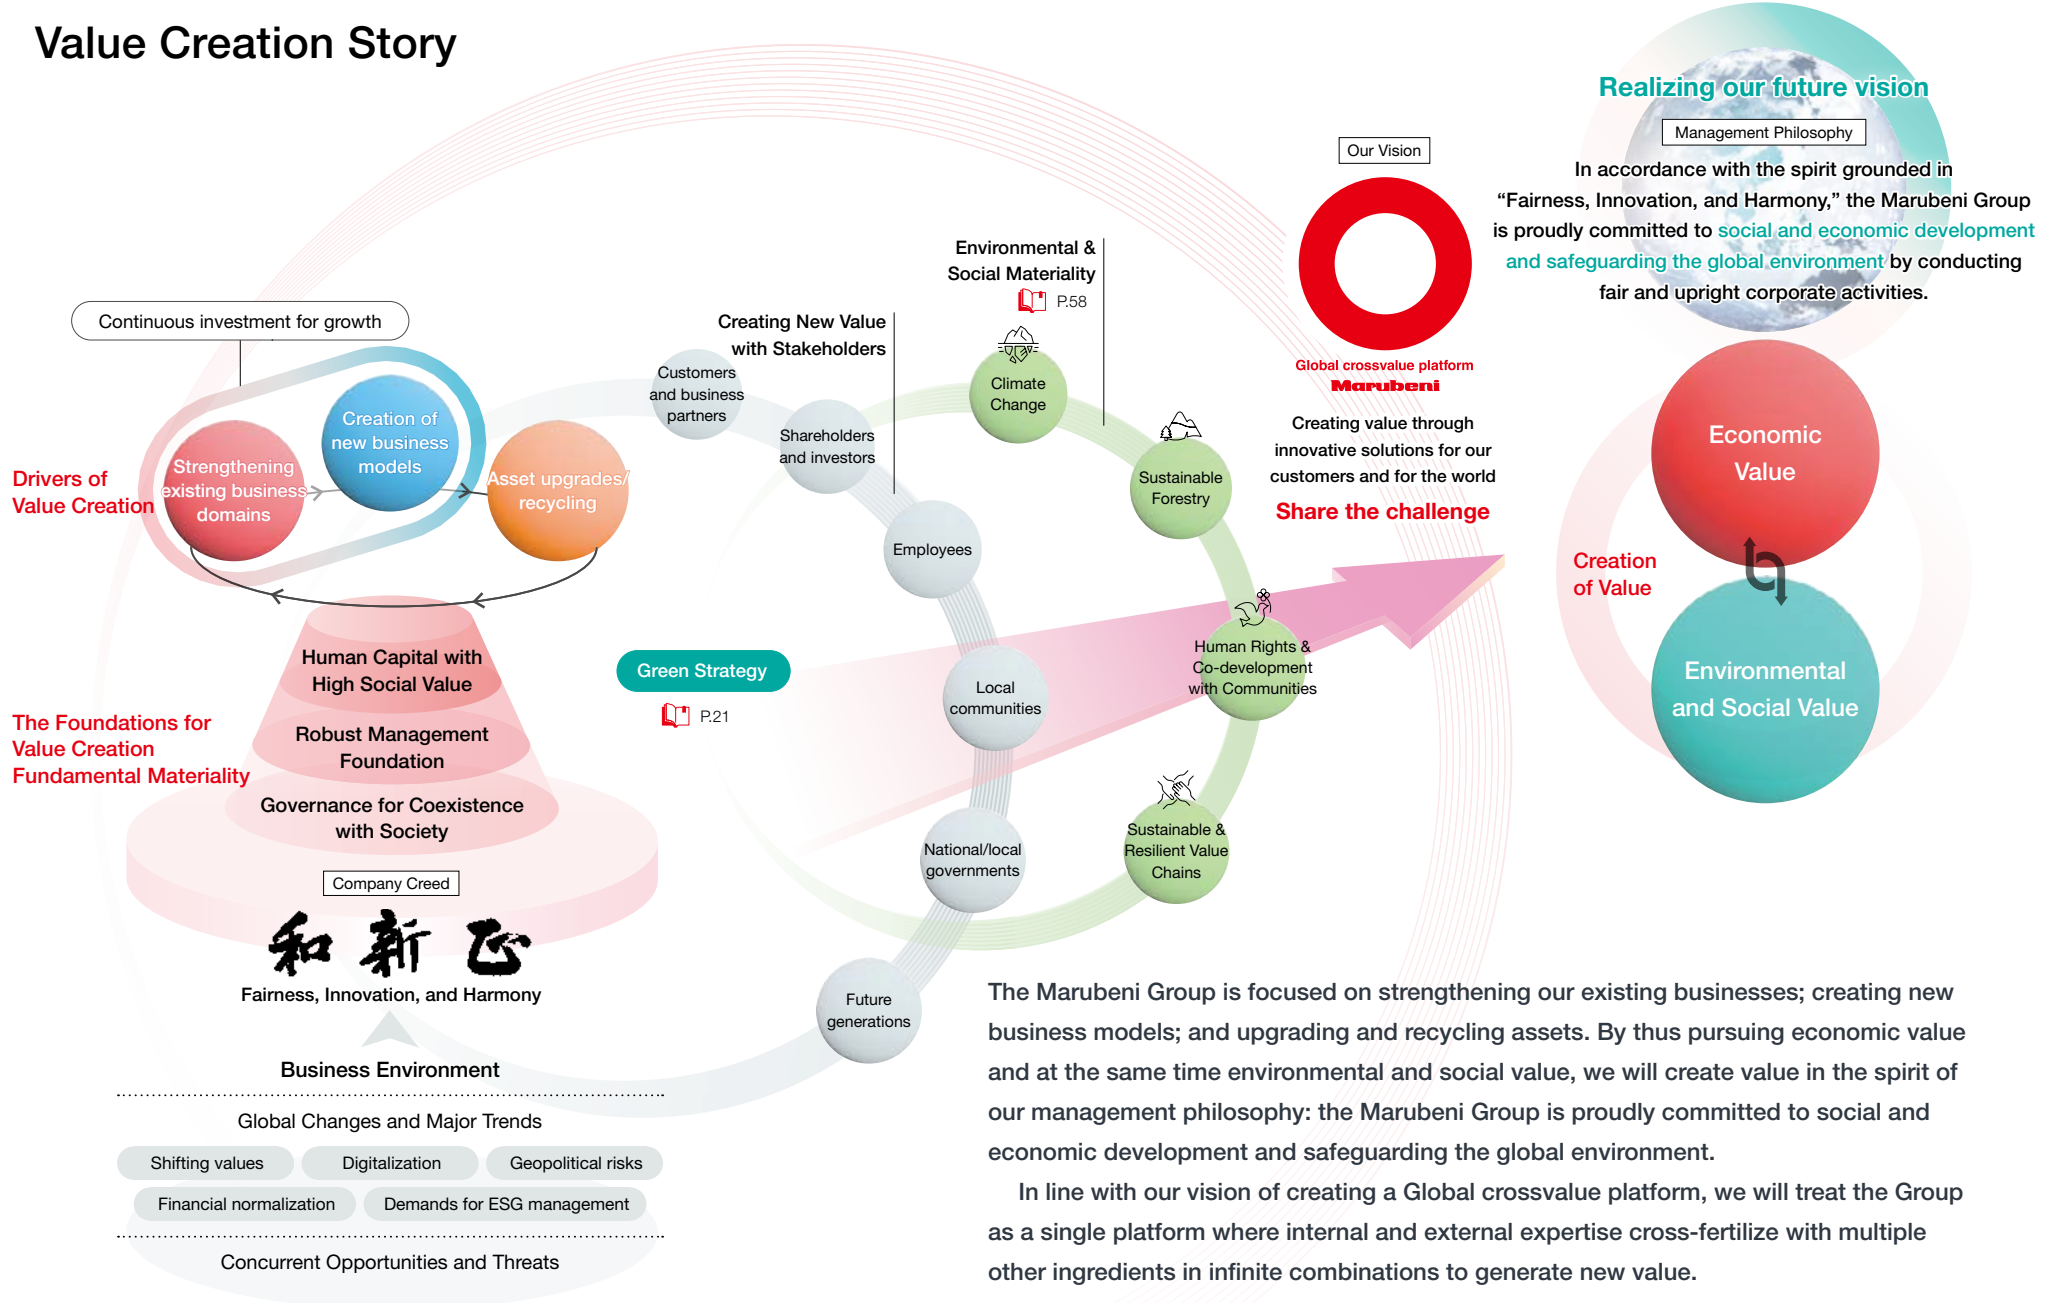 Value Creation Story
Continuous investment for growth
Drivers of
Value Creation
Strengthening
existing business
domains
Creation of
new business
models
Asset upgrades/
recycling
The Foundations for
Value Creation
Fundamental Materiality
Human Capital with
High Social Value
Robust Management
Foundation
Governance for Coexistence
with Society
Company Creed
和 新 正
Fairness, Innovation, and Harmony
Business Environment
Global Changes and Major Trends
Shifting values
Digitalization
Geopolitical risks
Financial normalization
Demands for ESG management
Concurrent Opportunities and Threats
Green Strategy
P.21
Creating New Value
with Stakeholders
Customers
and business
partners
Shareholders
and investors
Employees
Local
communities
National/local
governments
Future
generations
Environmental &
Social Materiality
P.58
Climate
Change
Sustainable
Forestry
Human Rights &
Co-development
with Communities
Sustainable &
Resilient Value
Chains
Our Vision
Global crossvalue platform
Marubeni
Creating value through
innovative solutions for our
customers and for the world
Share the challenge
Realizing our future vision
Management Philosophy
In accordance with the spirit grounded in
“Fairness, Innovation, and Harmony,” the Marubeni Group
is proudly committed to social and economic development
and safeguarding the global environment by conducting
fair and upright corporate activities.
Creation
of Value
Economic
Value
Environmental
and Social Value
The Marubeni Group is focused on strengthening our existing businesses; creating new
business models; and upgrading and recycling assets. By thus pursuing economic value
and at the same time environmental and social value, we will create value in the spirit of
our management philosophy: the Marubeni Group is proudly committed to social and
economic development and safeguarding the global environment.
In line with our vision of creating a Global crossvalue platform, we will treat the Group
as a single platform where internal and external expertise cross-fertilize with multiple
other ingredients in infinite combinations to generate new value.